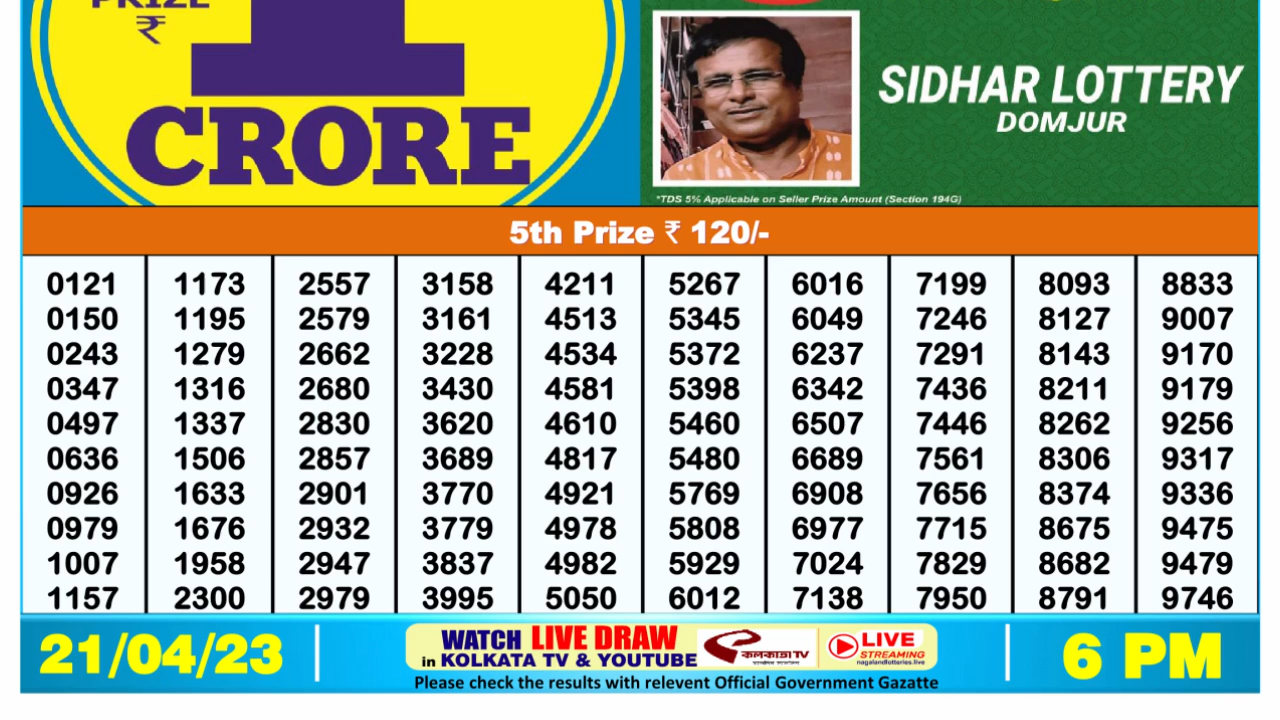 PRIZE
₹
1
CRORE
SIDHAR LOTTERY
DOMJUR
*TDS 5% Applicable on Seller Prize Amount (Section 194G)
5th Prize ₹ 120/-
0121 1173 2557 3158 4211 5267 6016 7199 8093 8833
0150 1195 2579 3161 4513 5345 6049 7246 8127 9007
0243 1279 2662 3228 4534 5372 6237 7291 8143 9170
0347 1316 2680 3430 4581 5398 6342 7436 8211 9179
0497 1337 2830 3620 4610 5460 6507 7446 8262 9256
0636 1506 2857 3689 4817 5480 6689 7561 8306 9317
0926 1633 2901 3770 4921 5769 6908 7656 8374 9336
0979 1676 2932 3779 4978 5808 6977 7715 8675 9475
1007 1958 2947 3837 4982 5929 7024 7829 8682 9479
1157 2300 2979 3995 5050 6012 7138 7950 8791 9746
21/04/23
WATCH LIVE DRAW
in KOLKATA TV & YOUTUBE
কলকাতা TV
LIVE
STREAMING
nagalandlotteries.live
Please check the results with relevent Official Government Gazatte
6 PM